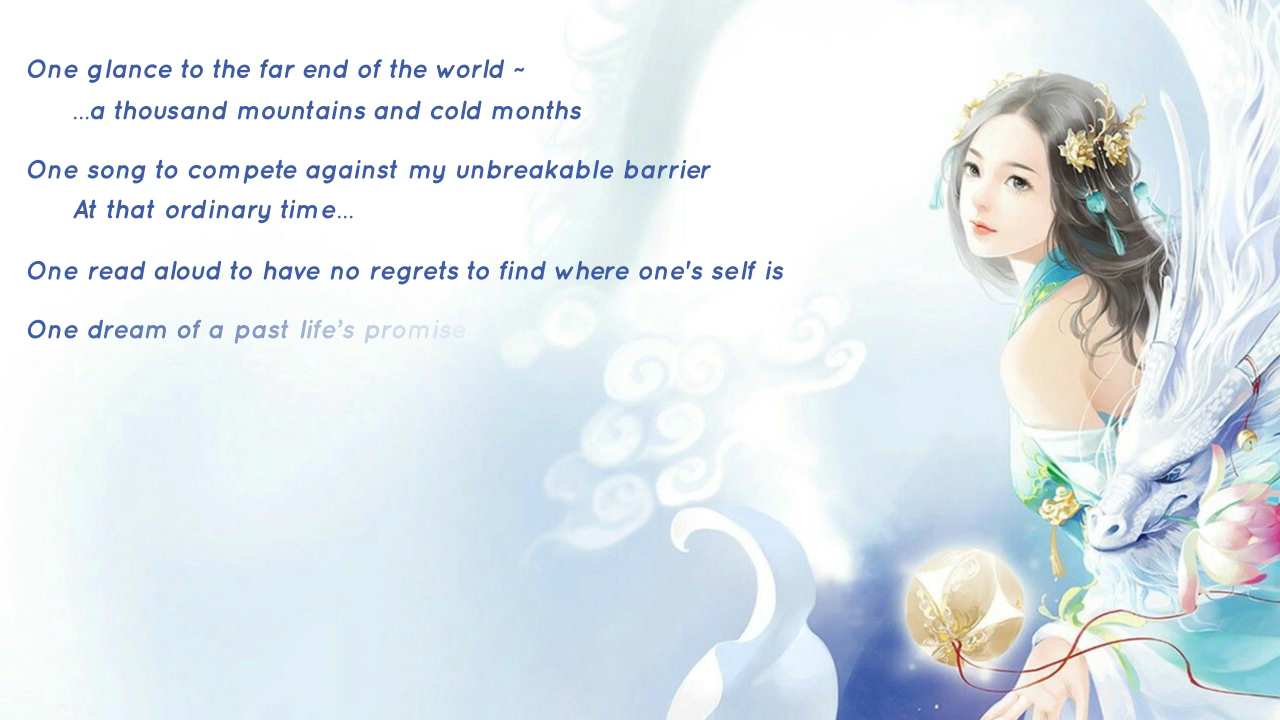 One glance to the far end of the world ~
...a thousand mountains and cold months
One song to compete against my unbreakable barrier
At that ordinary time...
One read aloud to have no regrets to find where one's self is
One dream of a past life’s promise